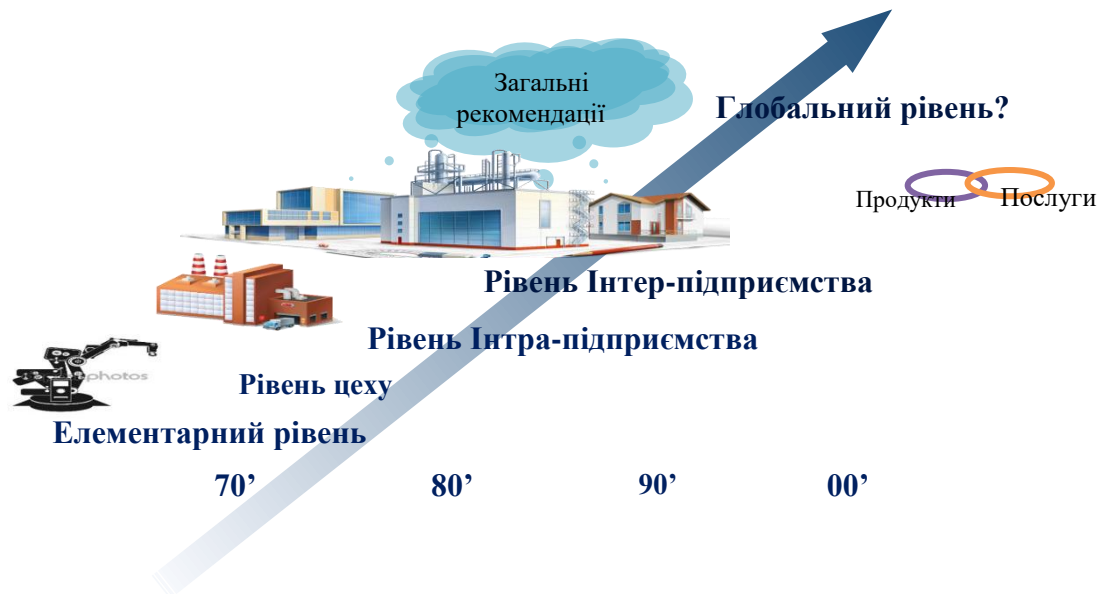 Загальні
рекомендації
Глобальний рівень?
Продукти Послуги
Рівень Інтер-підприємства
Рівень Інтра-підприємства
photos
Рівень цеху
Елементарний рівень
70’ 80’ 90’ 00’